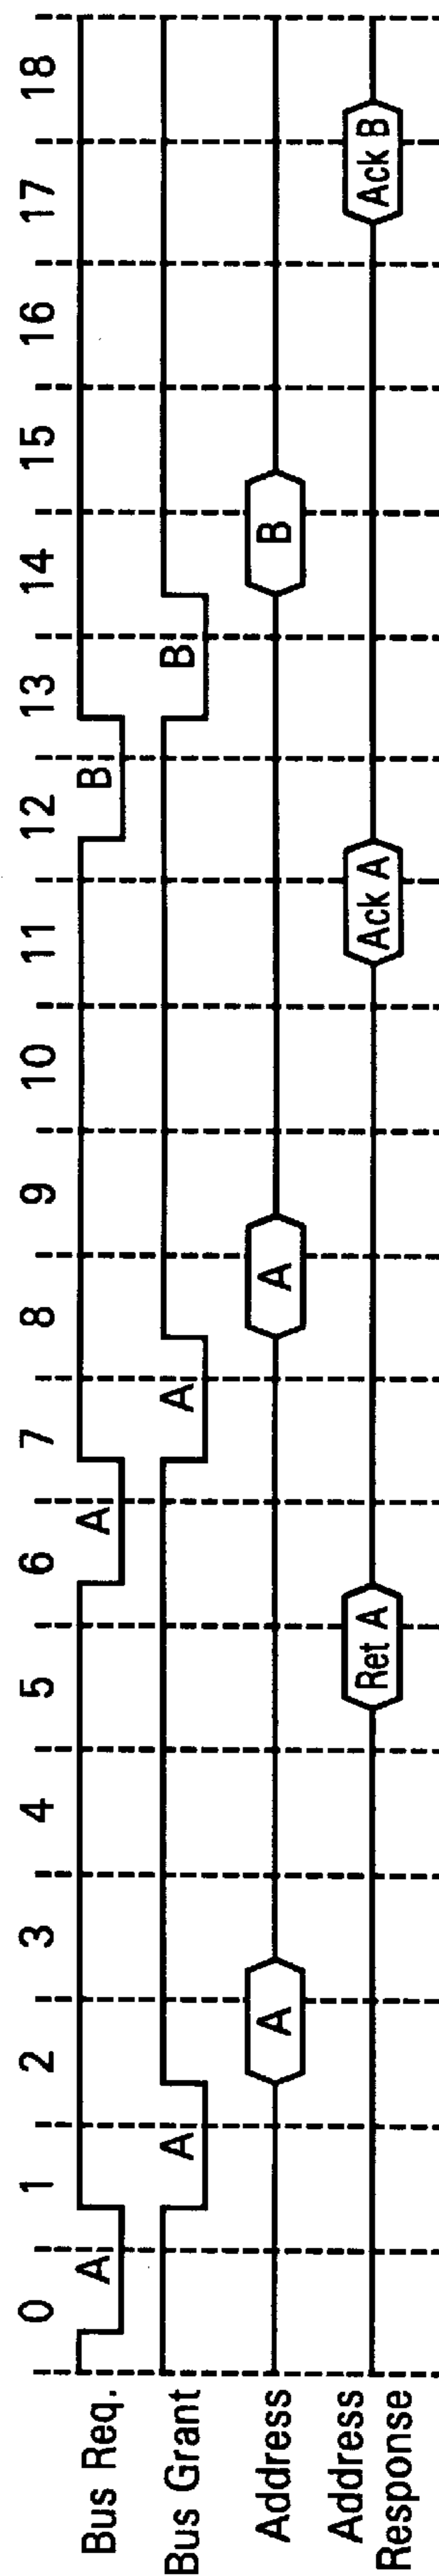 0 1 2 3 4 5 6 7 8 9 10 11 12 13 14 15 16 17 18
Bus Req. A A B
Bus Grant A A B
Address A A B
Address
Response Ret A Ack A Ack B